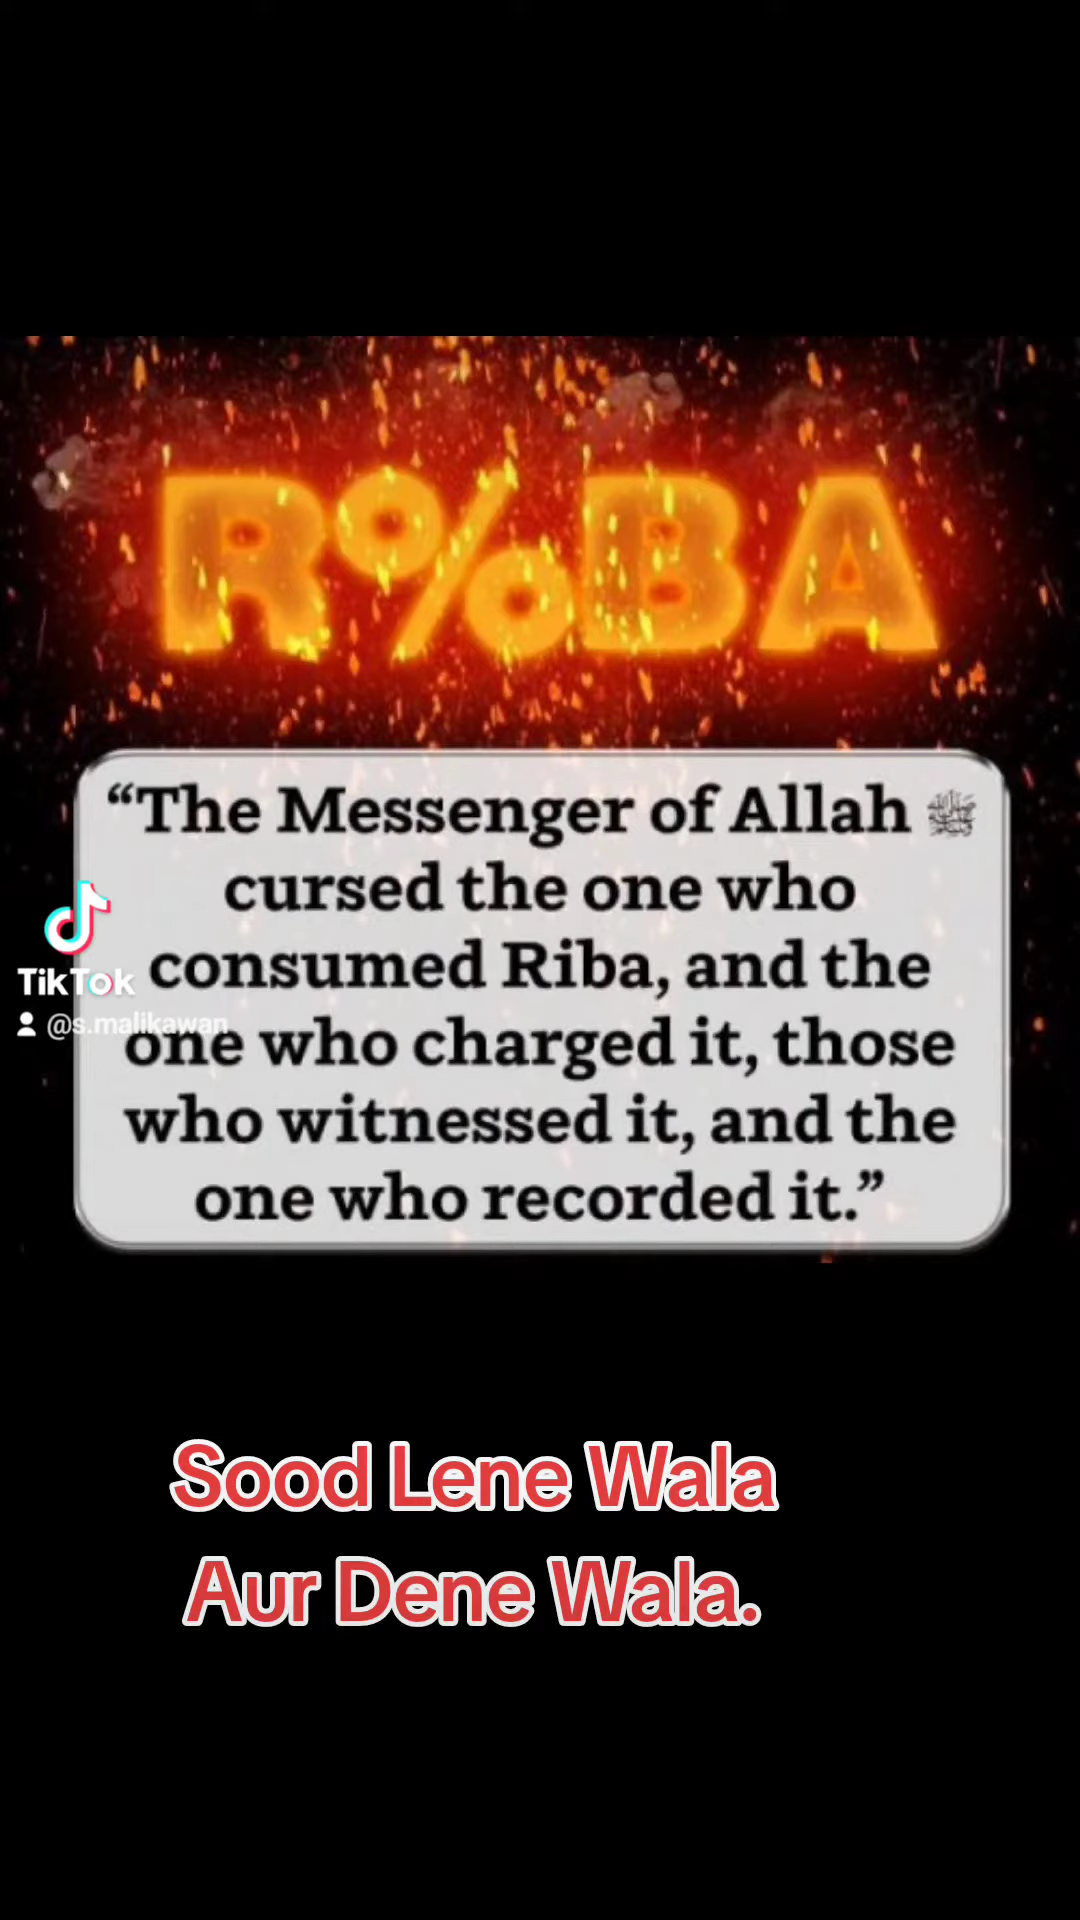 R%BA
“The Messenger of Allah ﷺ
cursed the one who
consumed Riba, and the
one who charged it, those
who witnessed it, and the
one who recorded it.”
TikTok
@s.malikawan
Sood Lene Wala
Aur Dene Wala.